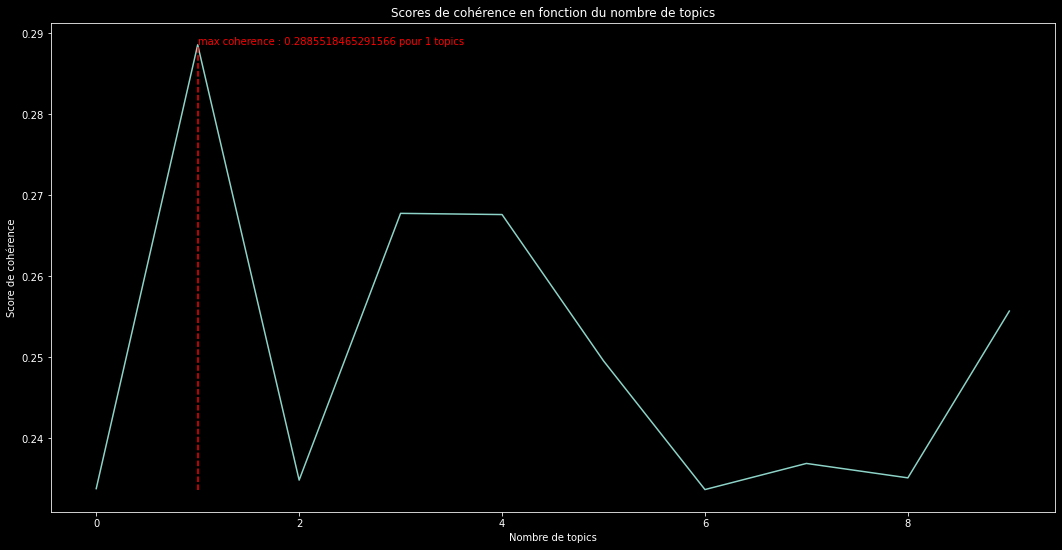 Scores de cohérence en fonction du nombre de topics
max coherence : 0.2885518465291566 pour 1 topics
Score de cohérence
0.29
0.28
0.27
0.26
0.25
0.24
0 2 4 6 8
Nombre de topics